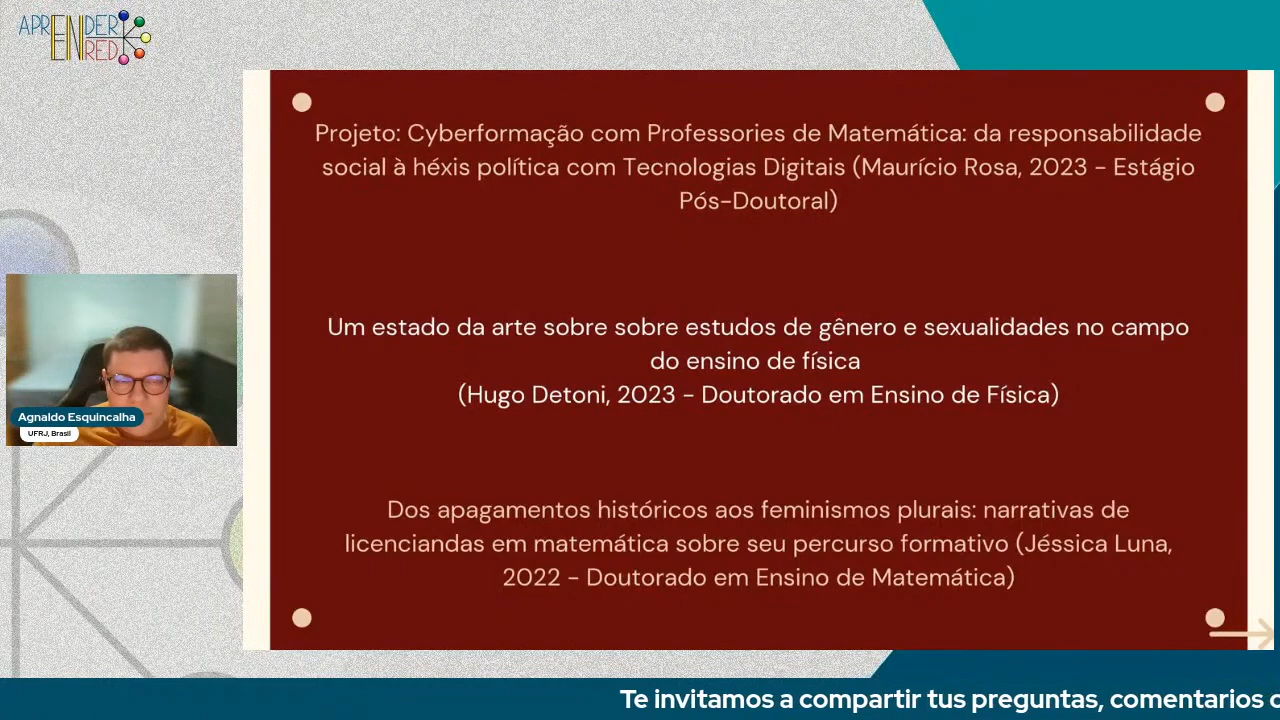 APRENDER
EN RED
Projeto: Cyberformação com Professories de Matemática: da responsabilidade
social à héxis política com Tecnologias Digitais (Maurício Rosa, 2023 - Estágio
Pós-Doutoral)
Um estado da arte sobre sobre estudos de gênero e sexualidades no campo
do ensino de física
(Hugo Detoni, 2023 - Doutorado em Ensino de Física)
Dos apagamentos históricos aos feminismos plurais: narrativas de
licenciandas em matemática sobre seu percurso formativo (Jéssica Luna,
2022 - Doutorado em Ensino de Matemática)
Agnaldo Esquincalha
UFRJ, Brasil
Te invitamos a compartir tus preguntas, comentarios